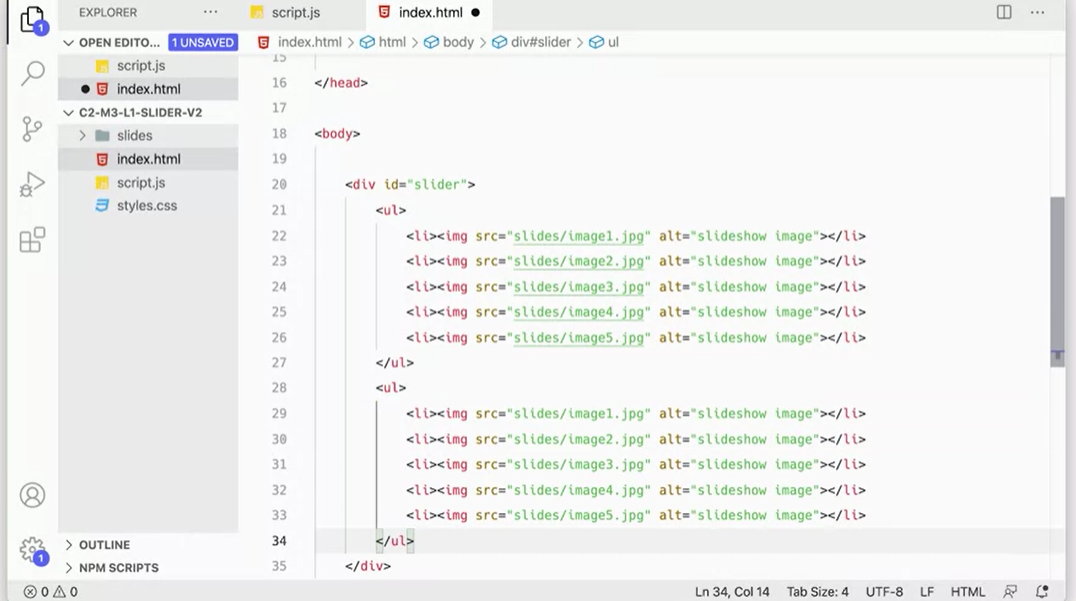 EXPLORER ··· script.js index.html ● ···
1
OPEN EDITO... 1 UNSAVED index.html > html > body > div#slider > ul
script.js
● index.html
C2-M3-L1-SLIDER-V2
slides
index.html
script.js
styles.css
OUTLINE
NPM SCRIPTS
1
15
16 </head>
17
18 <body>
19
20 <div id="slider">
21 <ul>
22 <li><img src="slides/image1.jpg" alt="slideshow image"></li>
23 <li><img src="slides/image2.jpg" alt="slideshow image"></li>
24 <li><img src="slides/image3.jpg" alt="slideshow image"></li>
25 <li><img src="slides/image4.jpg" alt="slideshow image"></li>
26 <li><img src="slides/image5.jpg" alt="slideshow image"></li>
27 </ul>
28 <ul>
29 <li><img src="slides/image1.jpg" alt="slideshow image"></li>
30 <li><img src="slides/image2.jpg" alt="slideshow image"></li>
31 <li><img src="slides/image3.jpg" alt="slideshow image"></li>
32 <li><img src="slides/image4.jpg" alt="slideshow image"></li>
33 <li><img src="slides/image5.jpg" alt="slideshow image"></li>
34 </ul>
35 </div>
0 0 Ln 34, Col 14 Tab Size: 4 UTF-8 LF HTML